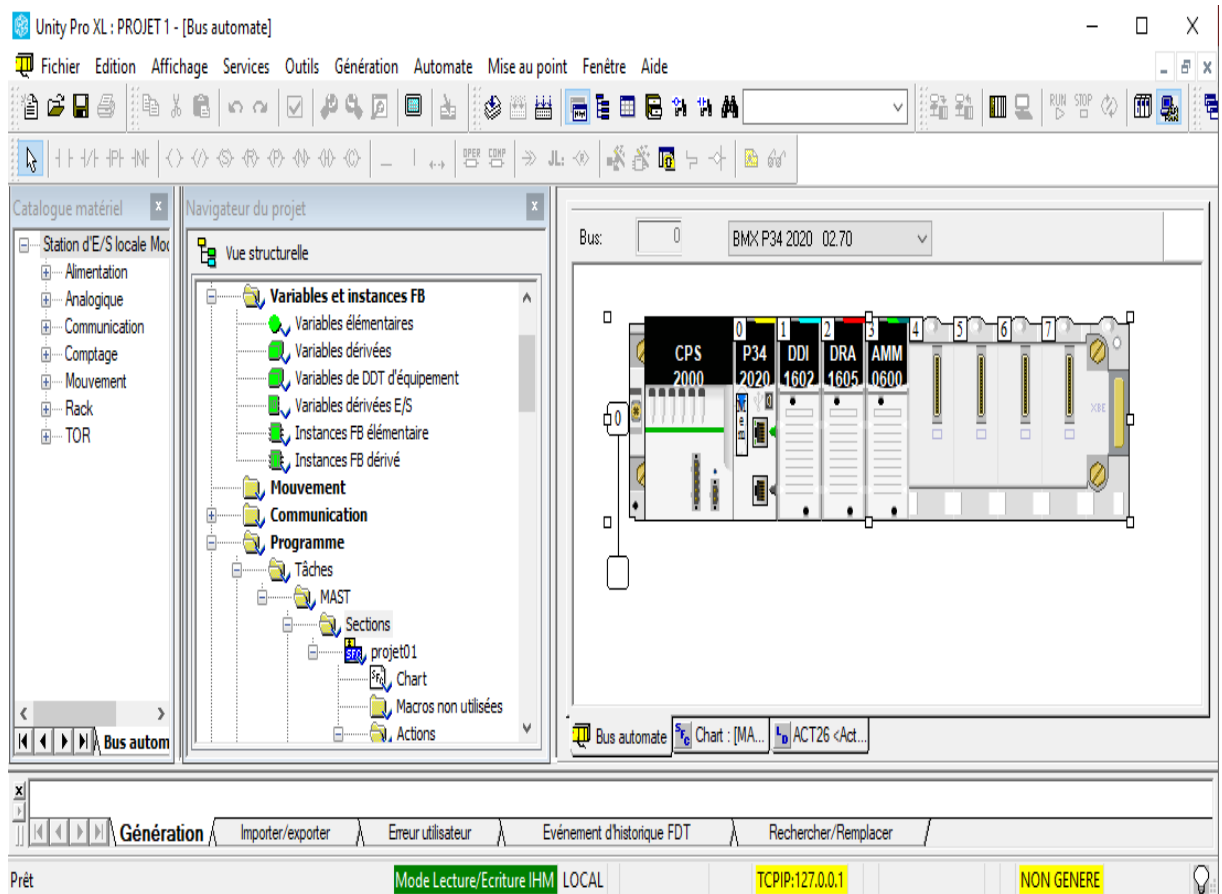 Unity Pro XL : PROJET 1 - [Bus automate]
Fichier Edition Affichage Services Outils Génération Automate Mise au point Fenêtre Aide
RUN STOP
OPER COMP
Catalogue matériel
Station d'E/S locale Mod
Alimentation
Analogique
Communication
Comptage
Mouvement
Rack
TOR
Bus autom
Navigateur du projet
Vue structurelle
Variables et instances FB
Variables élémentaires
Variables dérivées
Variables de DDT d'équipement
Variables dérivées E/S
Instances FB élémentaire
Instances FB dérivé
Mouvement
Communication
Programme
Tâches
MAST
Sections
projet01
Chart
Macros non utilisées
Actions
Bus: 0 BMX P34 2020 02.70
0 1 2 3 4 5 6 7
CPS 2000
P34 2020
DDI 1602
DRA 1605
AMM 0600
XBE
0
Bus automate Chart : [MA... ACT26 <Act...
Génération Importer/exporter Erreur utilisateur Evénement d'historique FDT Rechercher/Remplacer
Prêt Mode Lecture/Ecriture IHM LOCAL TCPIP:127.0.0.1 NON GENERE